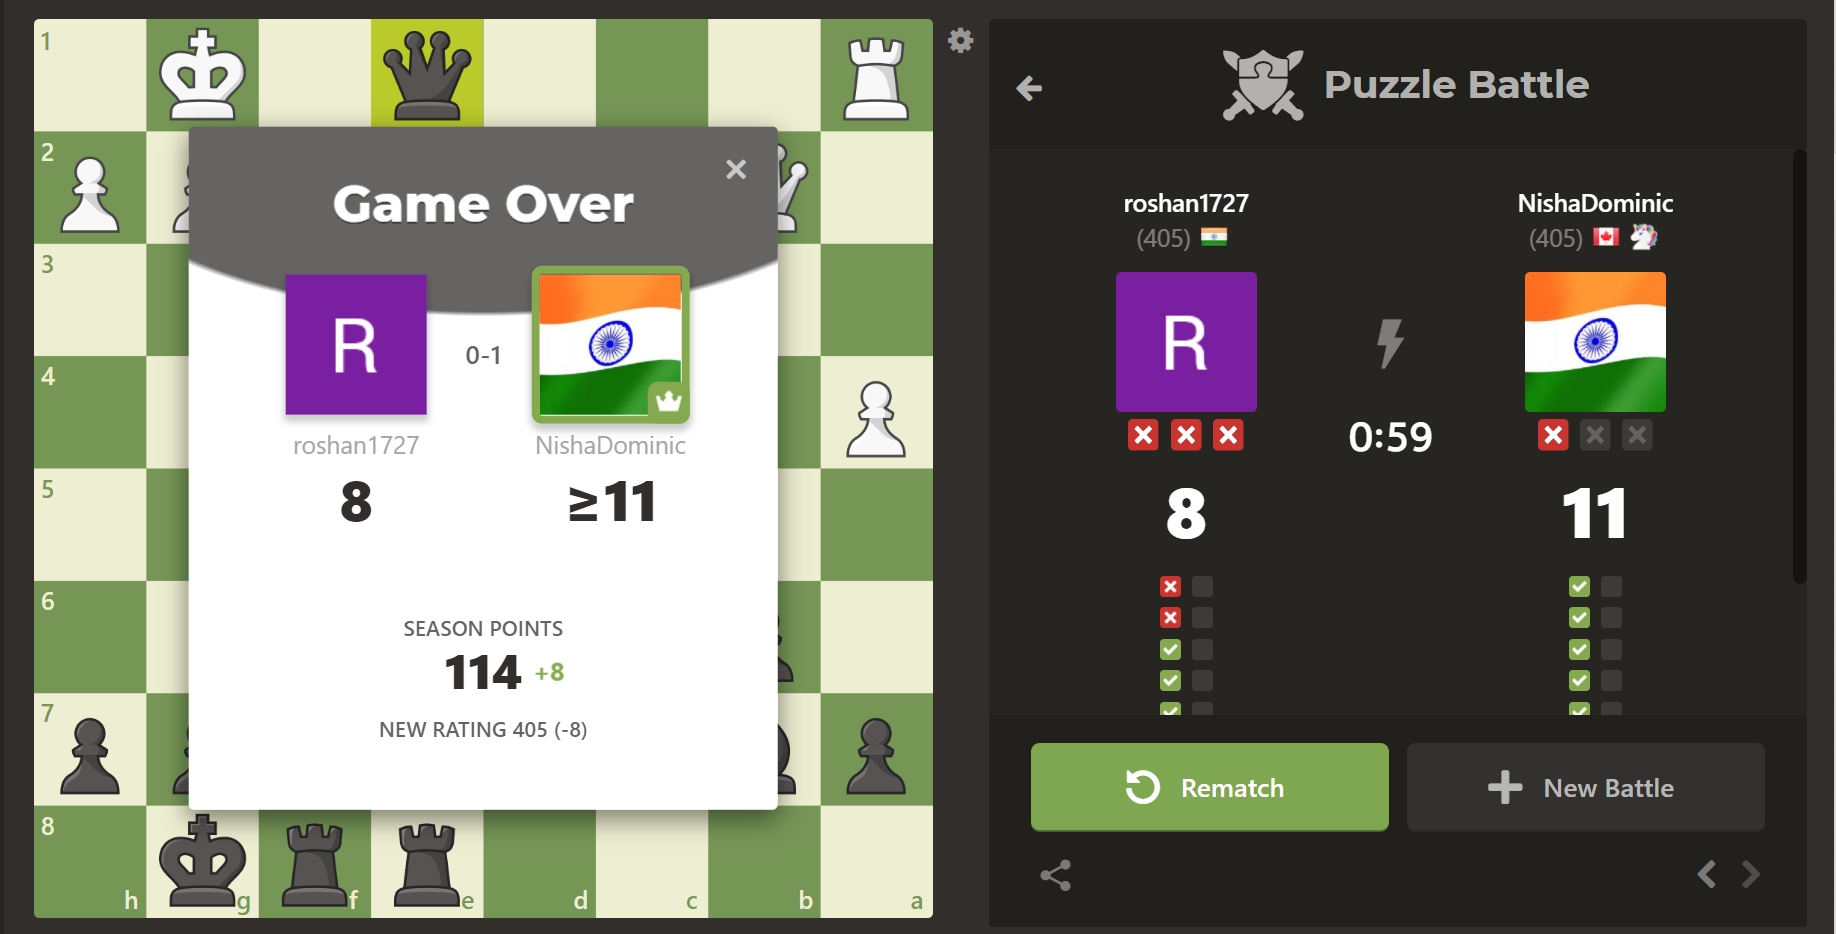 1
2
3
4
5
6
7
8
h
g
f
e
d
c
b
a
Game Over
R
0-1
roshan1727
NishaDominic
8
≥11
SEASON POINTS
114 +8
NEW RATING 405 (-8)
Puzzle Battle
roshan1727
NishaDominic
(405)
(405)
R
0:59
8
11
Rematch
New Battle